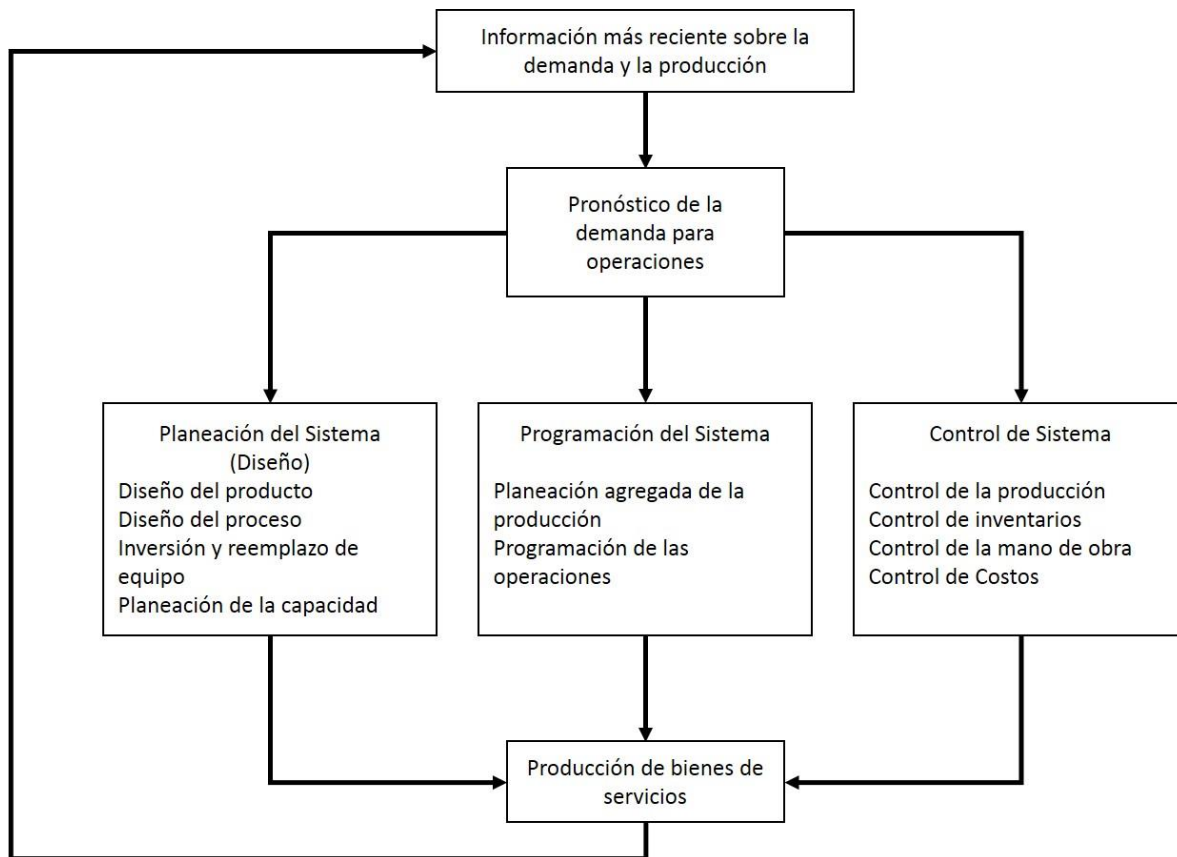 Información más reciente sobre la
demanda y la producción
Pronóstico de la
demanda para
operaciones
Planeación del Sistema
(Diseño)
Diseño del producto
Diseño del proceso
Inversión y reemplazo de
equipo
Planeación de la capacidad
Programación del Sistema
Planeación agregada de la
producción
Programación de las
operaciones
Control de Sistema
Control de la producción
Control de inventarios
Control de la mano de obra
Control de Costos
Producción de bienes de
servicios